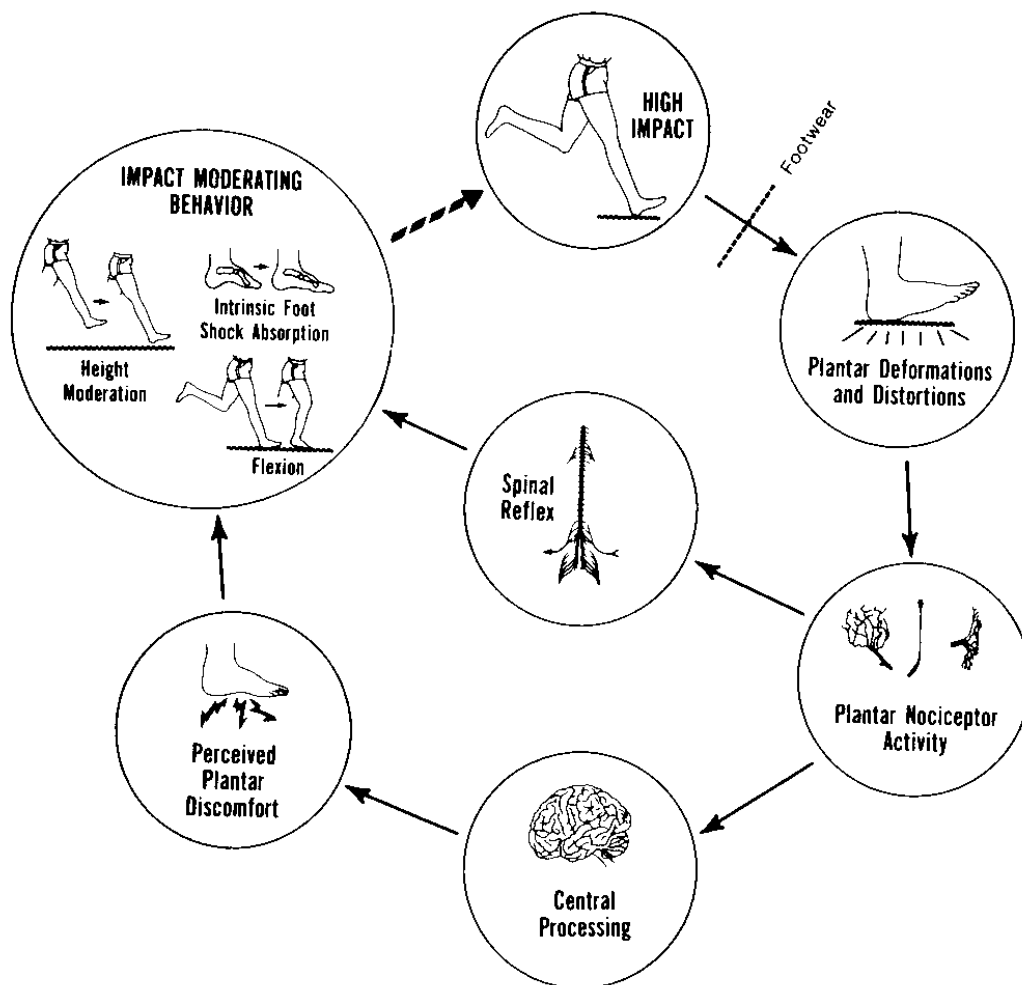 HIGH
IMPACT
Footwear
IMPACT MODERATING
BEHAVIOR
Intrinsic Foot
Shock Absorption
Height
Moderation
Flexion
Plantar Deformations
and Distortions
Spinal
Reflex
Plantar Nociceptor
Activity
Perceived
Plantar
Discomfort
Central
Processing